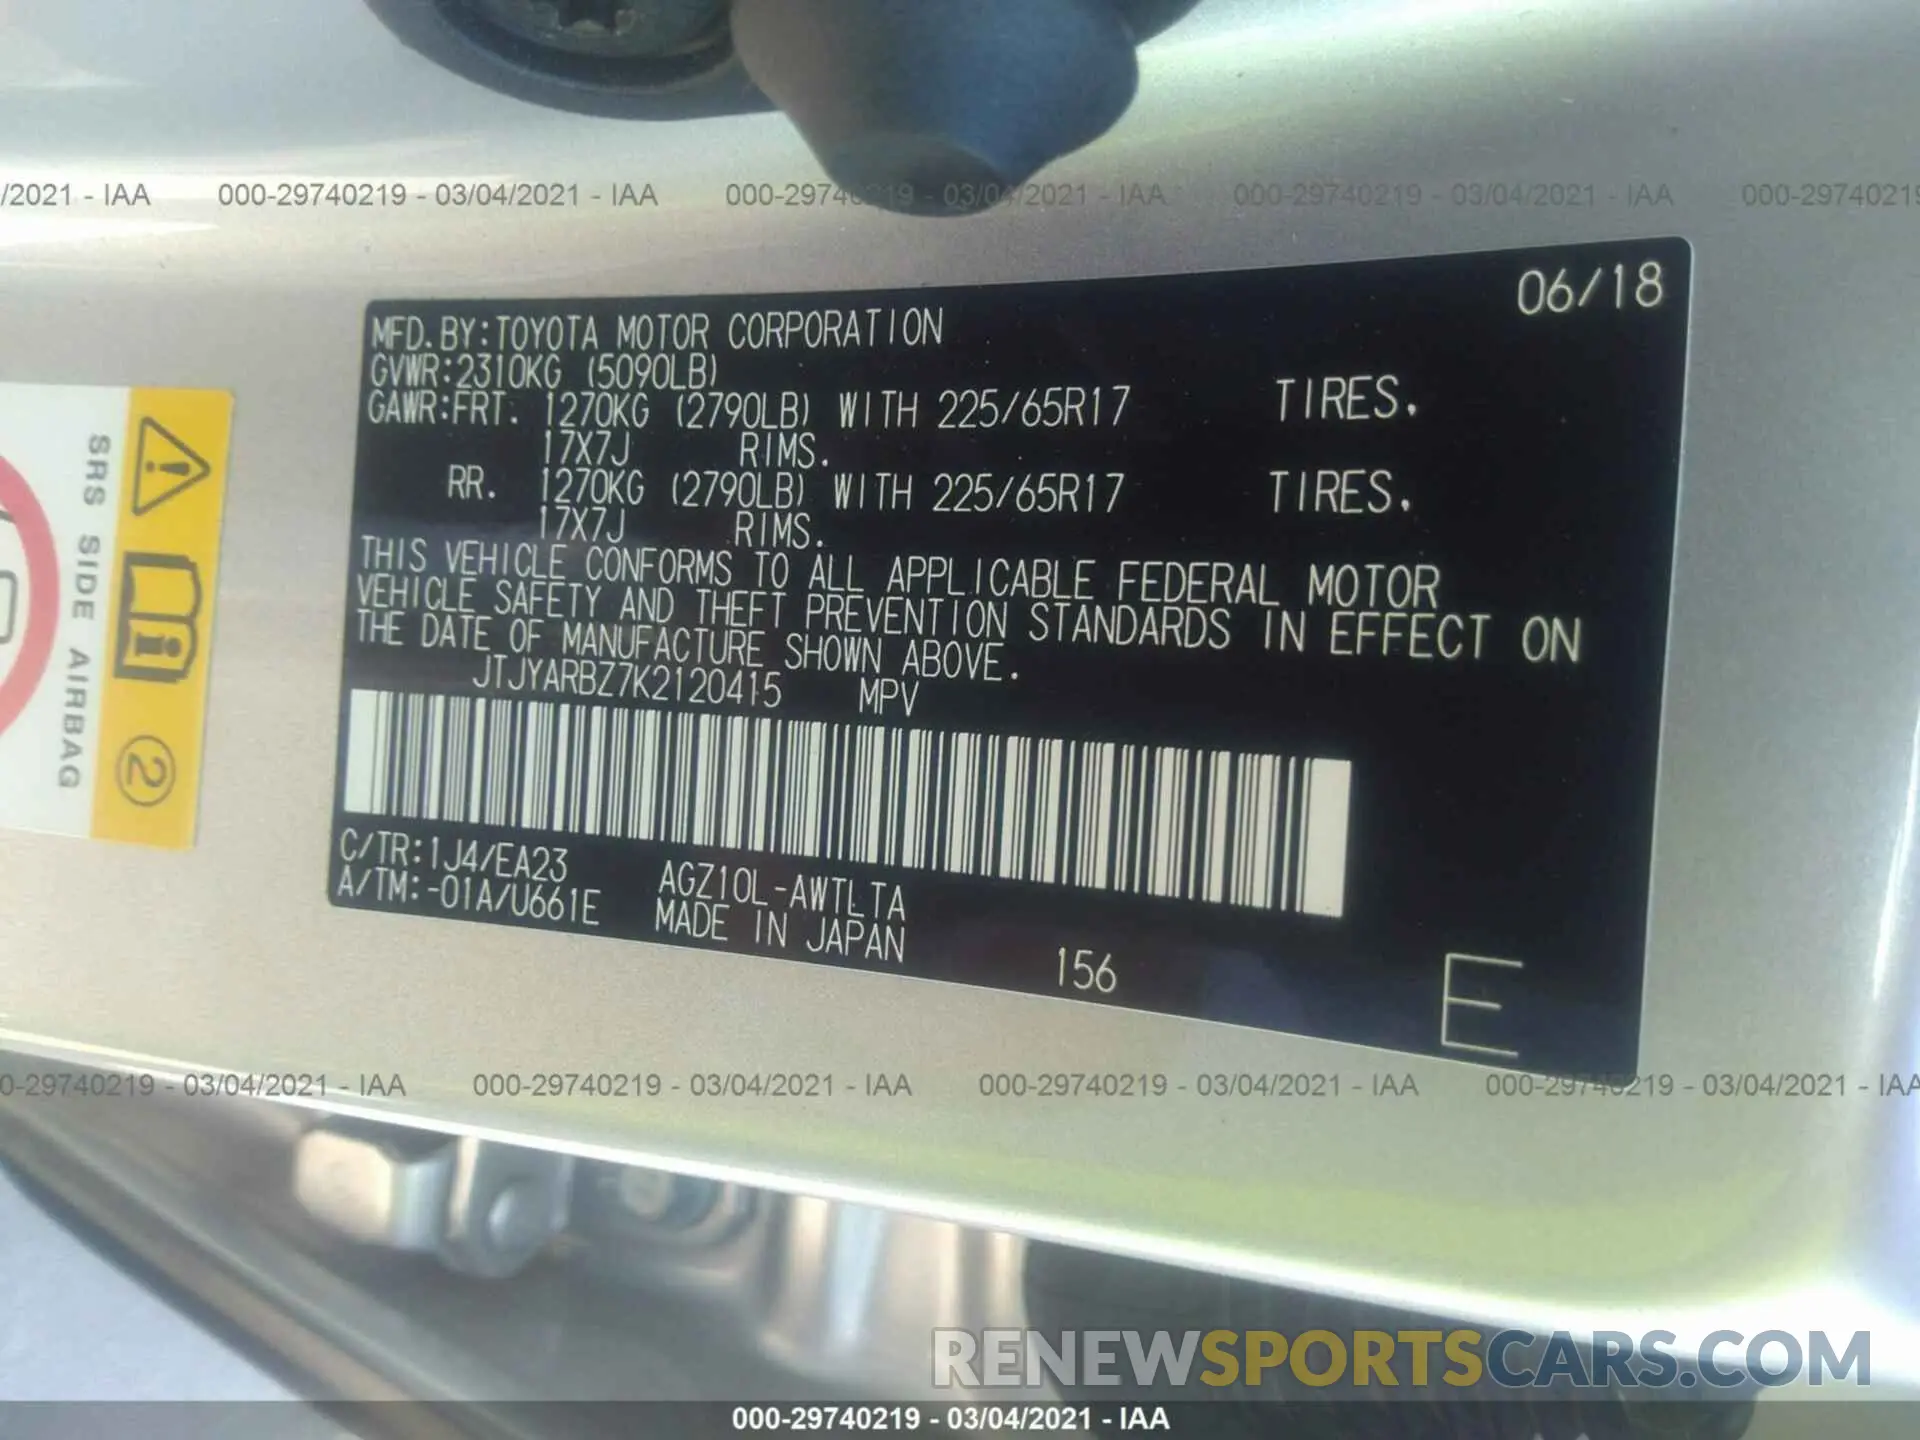 /2021 - IAA 000-29740219 - 03/04/2021 - IAA 000-29740219 - 03/04/2021 - IAA 000-29740219 - 03/04/2021 - IAA 000-29740219
06/18
MFD.BY:TOYOTA MOTOR CORPORATION
GVWR:2310KG (5090LB)
GAWR:FRT. 1270KG (2790LB) WITH 225/65R17 TIRES.
17X7J RIMS.
RR. 1270KG (2790LB) WITH 225/65R17 TIRES.
17X7J RIMS.
THIS VEHICLE CONFORMS TO ALL APPLICABLE FEDERAL MOTOR
VEHICLE SAFETY AND THEFT PREVENTION STANDARDS IN EFFECT ON
THE DATE OF MANUFACTURE SHOWN ABOVE.
JTJYARBZ7K2120415 MPV
C/TR:1J4/EA23 AGZ10L-AWTLTA
A/TM:-01A/U661E MADE IN JAPAN
156
E
SRS SIDE AIRBAG
2
0-29740219 - 03/04/2021 - IAA 000-29740219 - 03/04/2021 - IAA 000-29740219 - 03/04/2021 - IAA 000-29740219 - 03/04/2021 - IAA
RENEWSPORTSCARS.COM
000-29740219 - 03/04/2021 - IAA